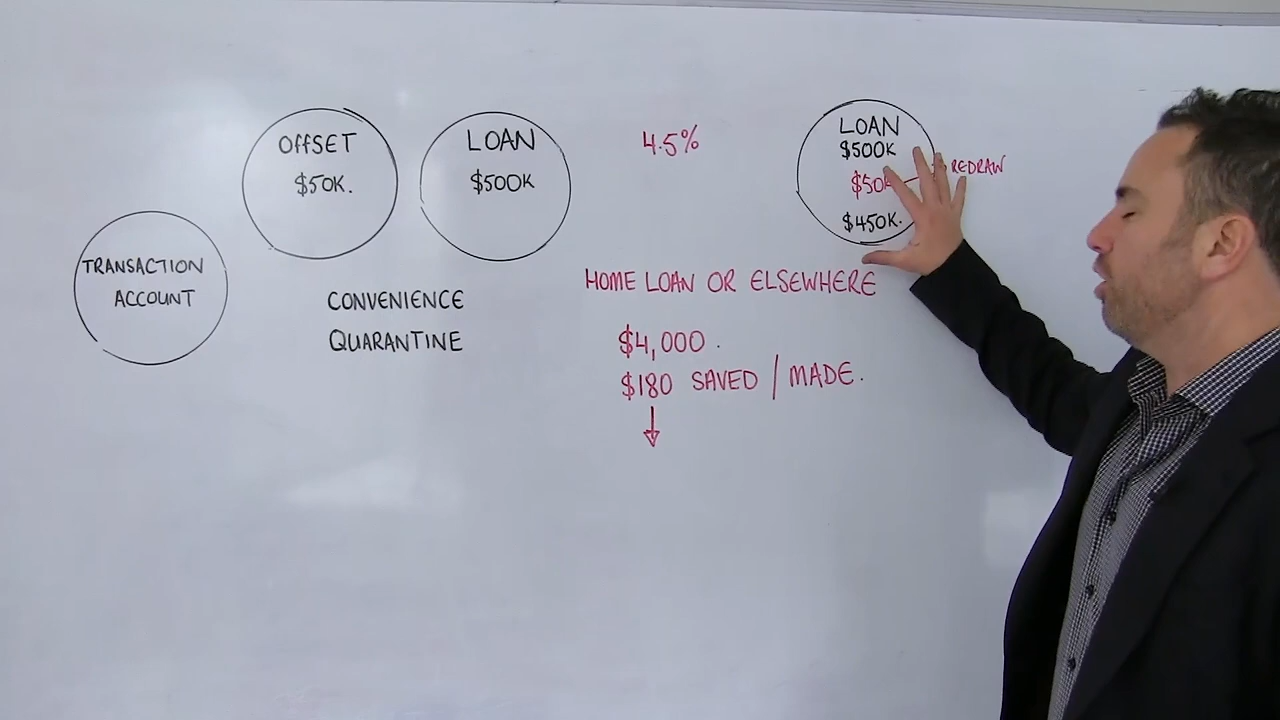 OFFSET
$50K.
LOAN
$500K
4.5%
LOAN
$500K
$50K
REDRAW
$450K.
TRANSACTION
ACCOUNT
CONVENIENCE
QUARANTINE
HOME LOAN OR ELSEWHERE
$4,000.
$180 SAVED / MADE.